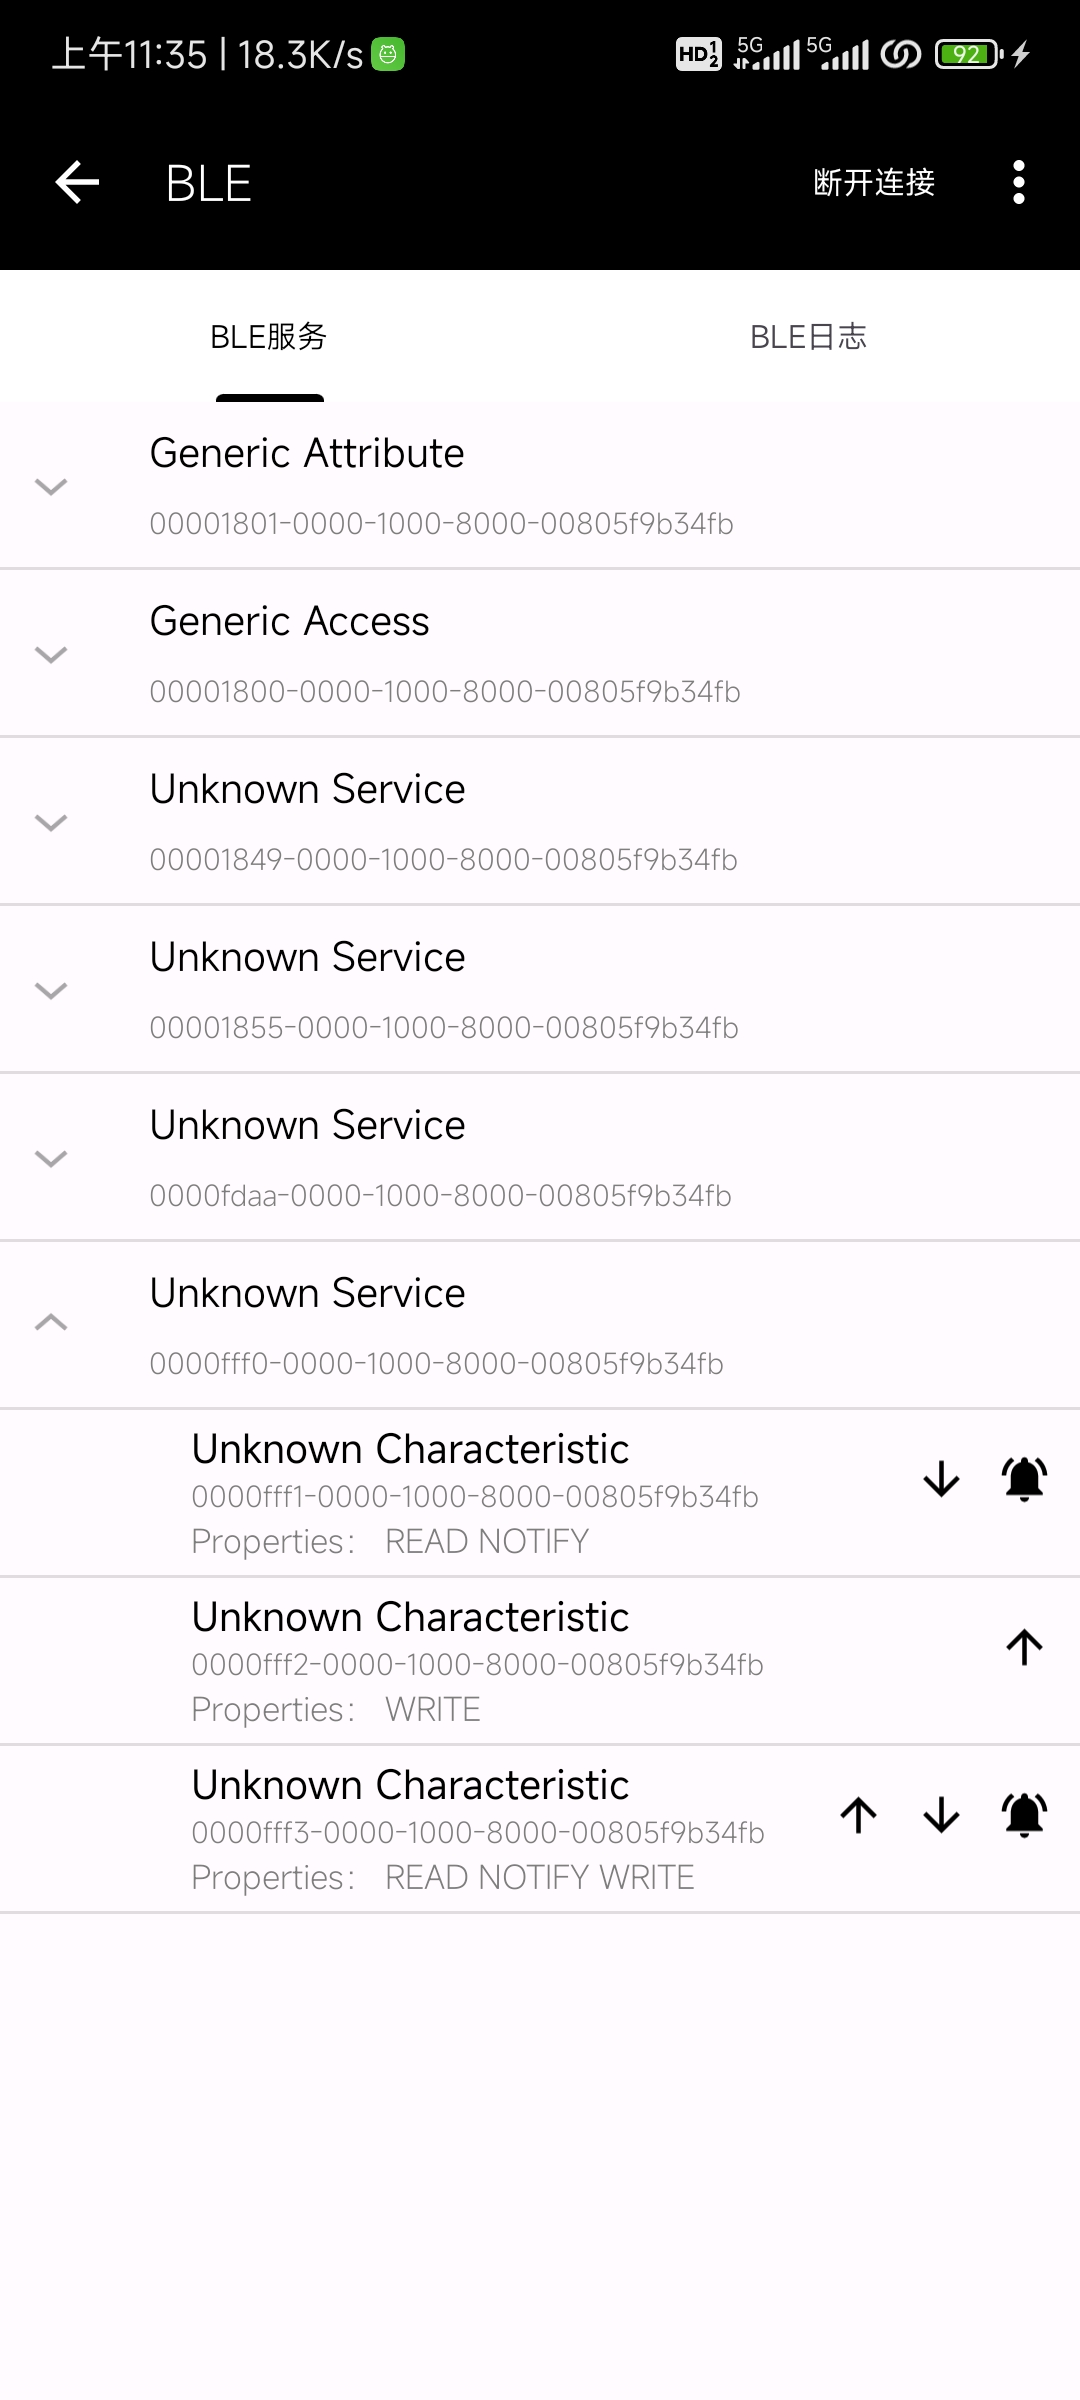 上午11:35 | 18.3K/s HD 1 2 5G 5G 92
BLE 断开连接
BLE服务 BLE日志
Generic Attribute
00001801-0000-1000-8000-00805f9b34fb
Generic Access
00001800-0000-1000-8000-00805f9b34fb
Unknown Service
00001849-0000-1000-8000-00805f9b34fb
Unknown Service
00001855-0000-1000-8000-00805f9b34fb
Unknown Service
0000fdaa-0000-1000-8000-00805f9b34fb
Unknown Service
0000fff0-0000-1000-8000-00805f9b34fb
Unknown Characteristic
0000fff1-0000-1000-8000-00805f9b34fb
Properties: READ NOTIFY
Unknown Characteristic
0000fff2-0000-1000-8000-00805f9b34fb
Properties: WRITE
Unknown Characteristic
0000fff3-0000-1000-8000-00805f9b34fb
Properties: READ NOTIFY WRITE